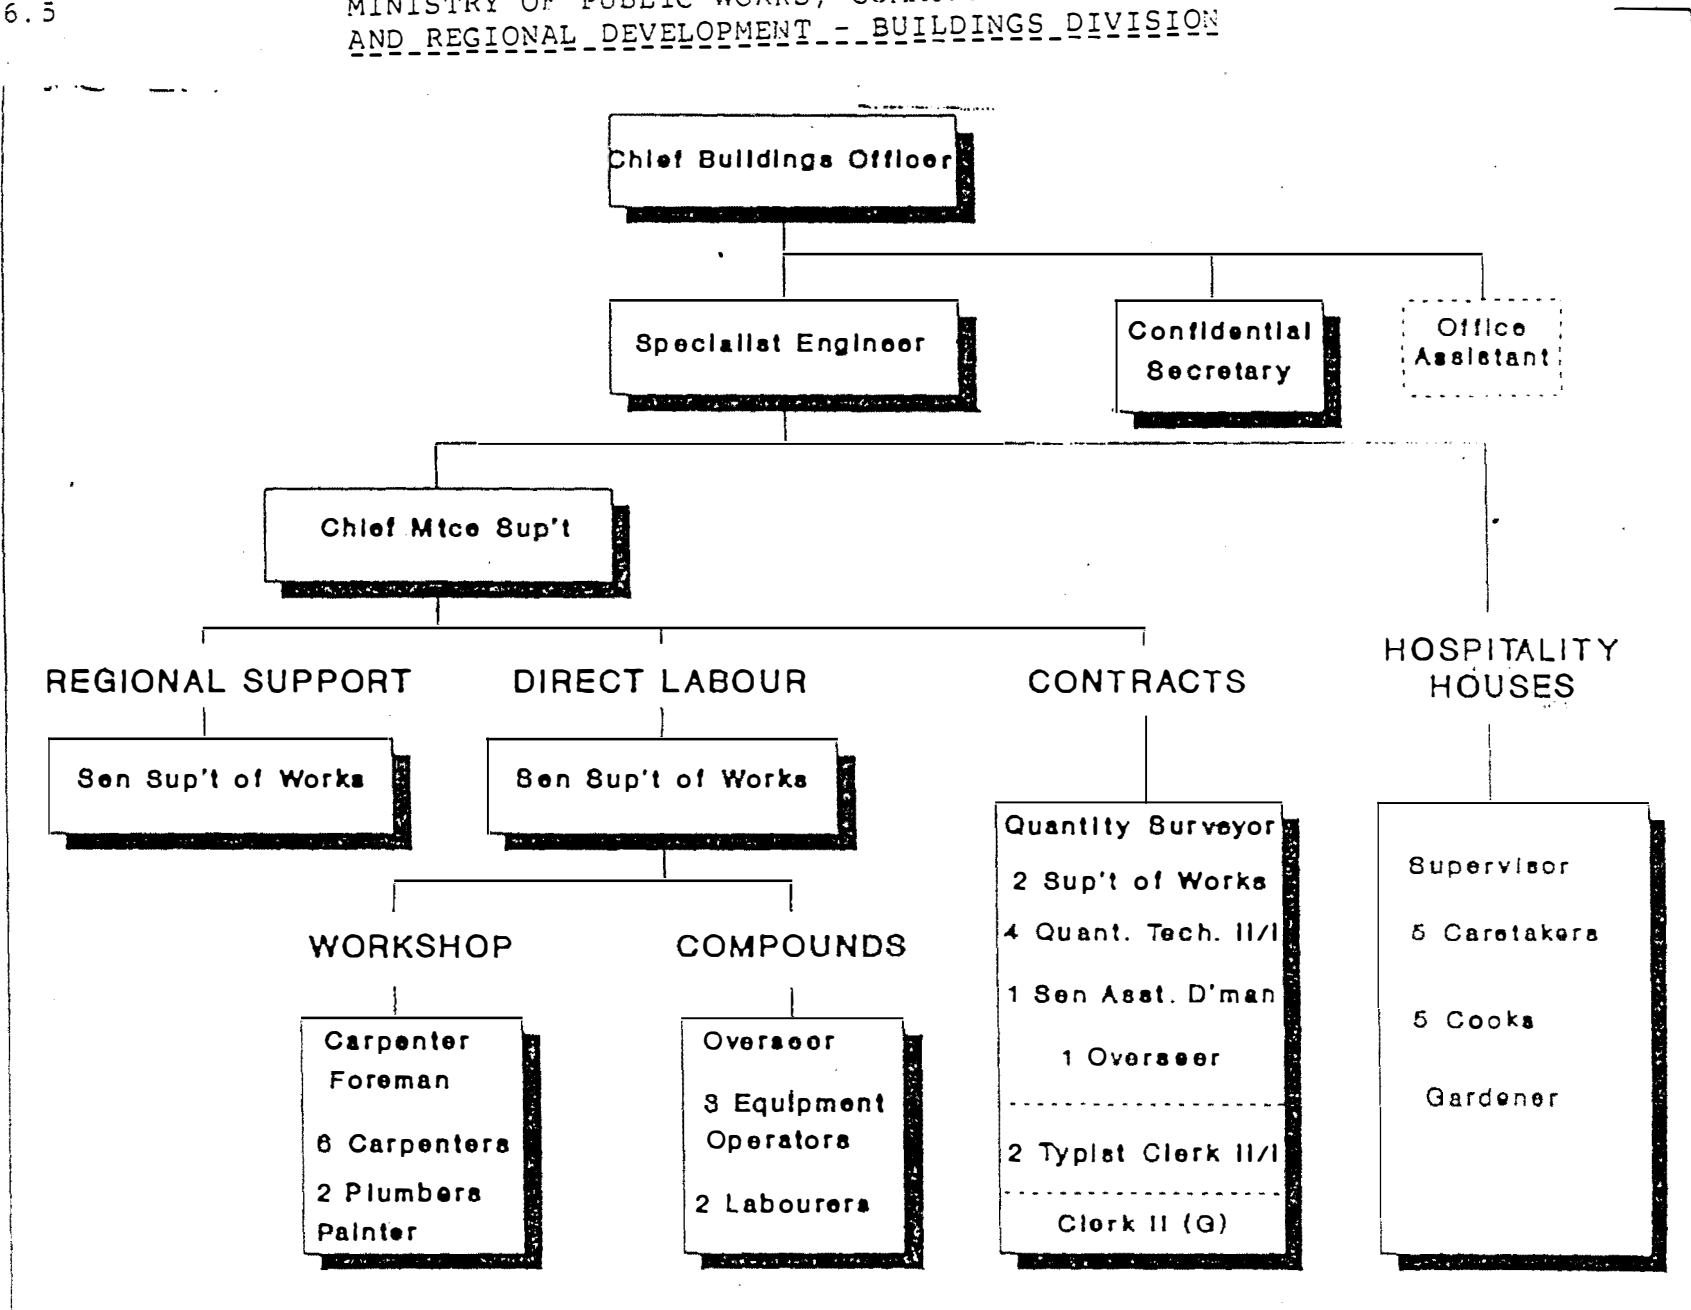 6.5
MINISTRY OF PUBLIC WORKS,
AND REGIONAL DEVELOPMENT - BUILDINGS DIVISION
Chief Buildings Officer
Specialist Engineer
Confidential
Secretary
Office
Assistant
Chief Mtce Sup't
REGIONAL SUPPORT
DIRECT LABOUR
CONTRACTS
HOSPITALITY
HOUSES
Sen Sup't of Works
Sen Sup't of Works
Quantity Surveyor
2 Sup't of Works
4 Quant. Tech. II/I
1 Sen Asst. D'man
1 Overseer
2 Typist Clerk II/I
Clerk II (G)
Supervisor
5 Caretakers
5 Cooks
Gardener
WORKSHOP
COMPOUNDS
Carpenter
Foreman
6 Carpenters
2 Plumbers
Painter
Overseer
3 Equipment
Operators
2 Labourers